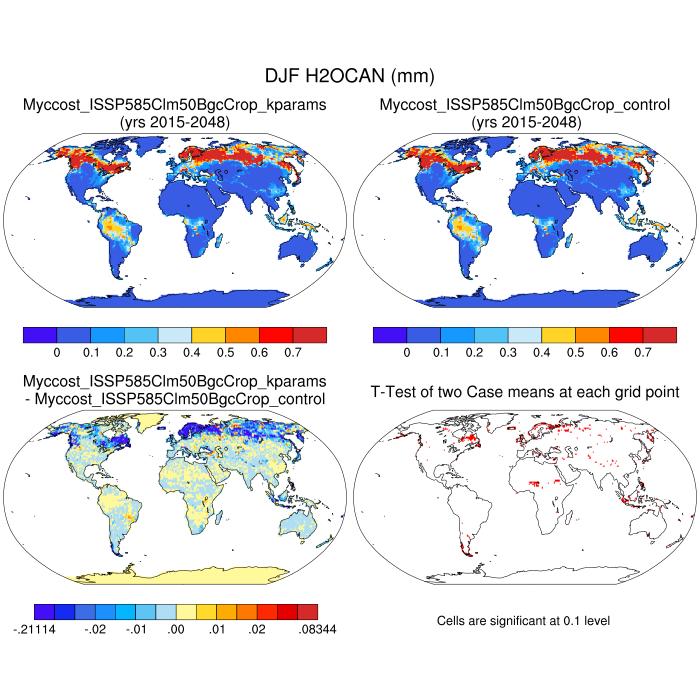 DJF H2OCAN (mm)
Myccost_ISSP585Clm50BgcCrop_kparams
(yrs 2015-2048)
Myccost_ISSP585Clm50BgcCrop_control
(yrs 2015-2048)
0 0.1 0.2 0.3 0.4 0.5 0.6 0.7
0 0.1 0.2 0.3 0.4 0.5 0.6 0.7
Myccost_ISSP585Clm50BgcCrop_kparams
- Myccost_ISSP585Clm50BgcCrop_control
T-Test of two Case means at each grid point
-.21114 -.02 -.01 .00 .01 .02 .08344
Cells are significant at 0.1 level